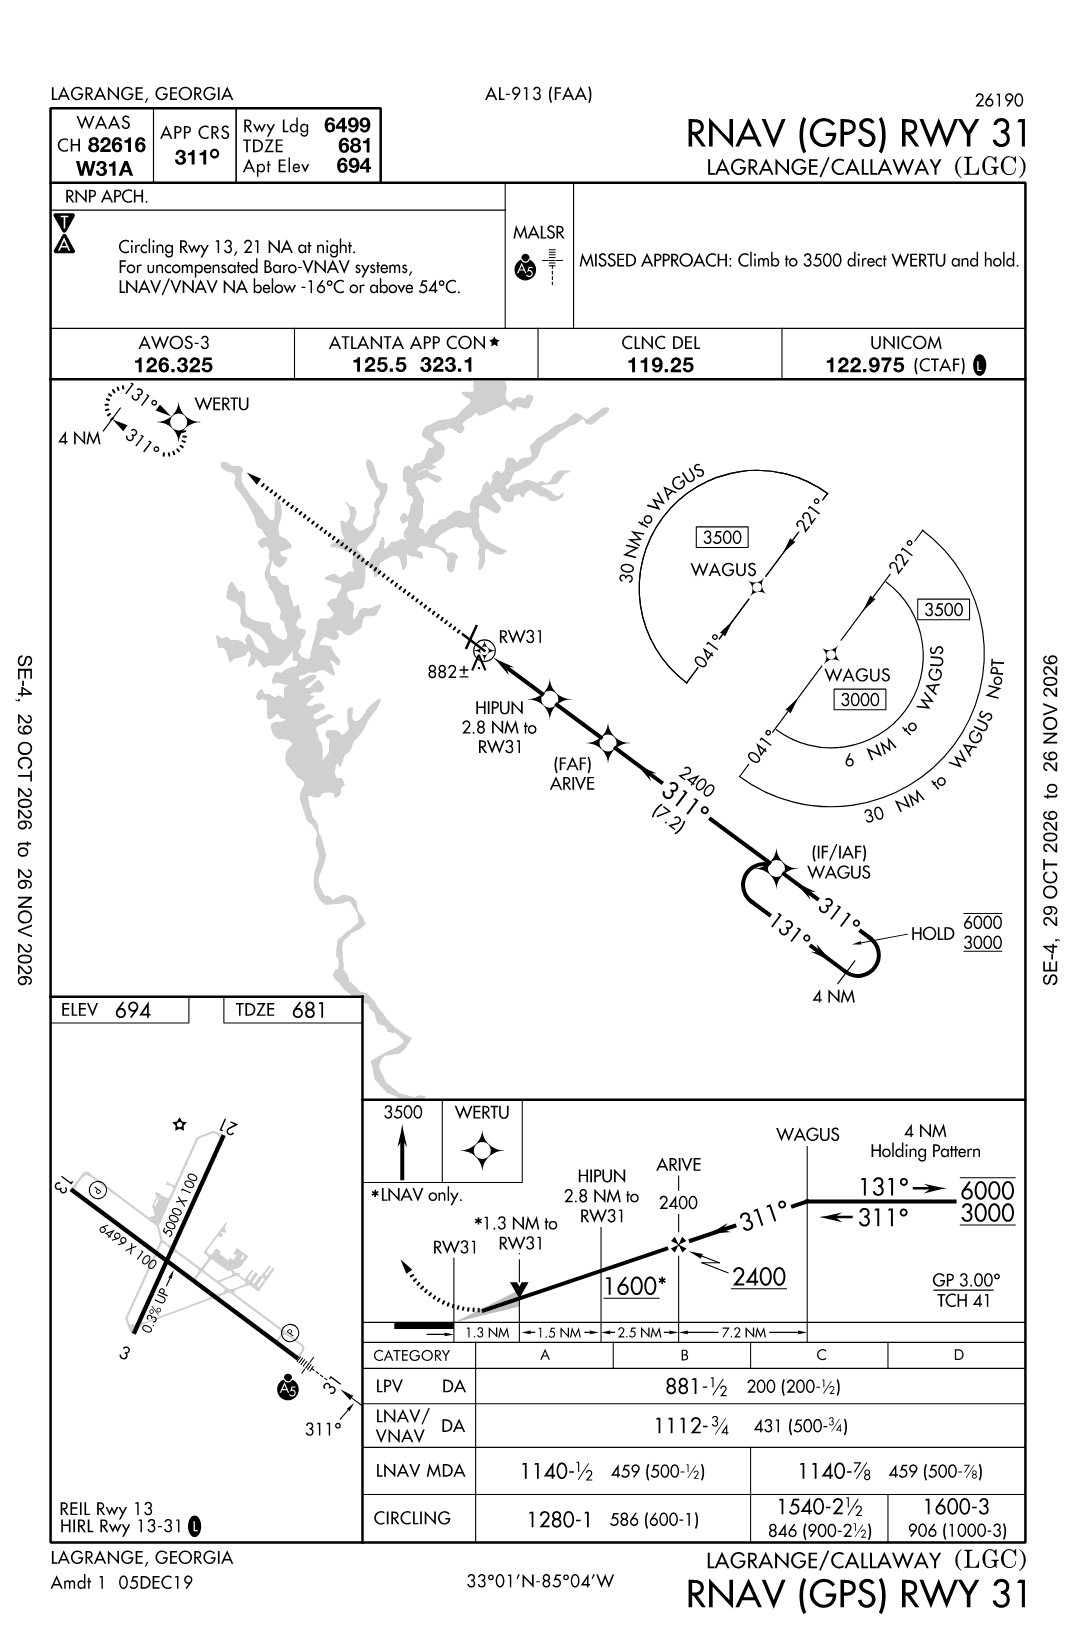 LAGRANGE, GEORGIA
AL-913 (FAA)
26190
RNAV (GPS) RWY 31
LAGRANGE/CALLAWAY (LGC)
WAAS
CH 82616
W31A
APP CRS
311°
Rwy Ldg 6499
TDZE 681
Apt Elev 694
RNP APCH.
T
A
Circling Rwy 13, 21 NA at night.
For uncompensated Baro-VNAV systems,
LNAV/VNAV NA below -16°C or above 54°C.
MALSR
A5
MISSED APPROACH: Climb to 3500 direct WERTU and hold.
AWOS-3
126.325
ATLANTA APP CON★
125.5 323.1
CLNC DEL
119.25
UNICOM
122.975 (CTAF) L
131°
311°
4 NM
WERTU
30 NM to WAGUS
3500
WAGUS
221°
041°
221°
3500
WAGUS
3000
041°
6 NM to WAGUS
30 NM to WAGUS NoPT
RW31
882±
HIPUN
2.8 NM to
RW31
(FAF)
ARIVE
2400
311°
(7.2)
(IF/IAF)
WAGUS
311°
131°
4 NM
HOLD
6000
3000
SE-4, 29 OCT 2026 to 26 NOV 2026
SE-4, 29 OCT 2026 to 26 NOV 2026
ELEV 694
TDZE 681
21
13
P
5000 X 100
6499 X 100
0.3% UP
3
P
A5
31
311°
REIL Rwy 13
HIRL Rwy 13-31 L
3500
WERTU
*LNAV only.
RW31
*1.3 NM to
RW31
HIPUN
2.8 NM to
RW31
ARIVE
2400
WAGUS
4 NM
Holding Pattern
131°
311°
6000
3000
311°
2400
1600*
GP 3.00°
TCH 41
1.3 NM
1.5 NM
2.5 NM
7.2 NM
CATEGORY A B C D
LPV DA 881-½ 200 (200-½)
LNAV/
VNAV DA 1112-¾ 431 (500-¾)
LNAV MDA 1140-½ 459 (500-½) 1140-⅞ 459 (500-⅞)
CIRCLING 1280-1 586 (600-1) 1540-2½ 1600-3
846 (900-2½) 906 (1000-3)
LAGRANGE, GEORGIA
Amdt 1 05DEC19
33°01'N-85°04'W
LAGRANGE/CALLAWAY (LGC)
RNAV (GPS) RWY 31